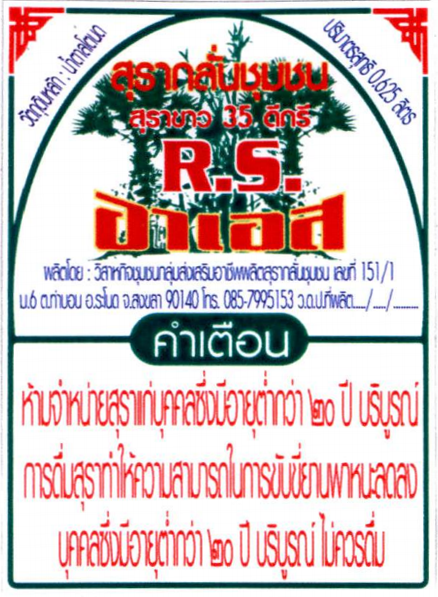 วัตถุดิบหลัก : น้ำตาลโตนด
ปริมาตรสุทธิ 0.625 ลิตร
สุรากลั่นชุมชน
สุราขาว 35 ดีกรี
R.S.
อาเอส
ผลิตโดย : วิสาหกิจชุมชนกลุ่มส่งเสริมอาชีพผลิตสุรากลั่นชุมชน เลขที่ 151/1
ม.6 ต.ท่าบอน อ.ระโนด จ.สงขลา 90140 โทร. 085-7995153 ว.ด.ป.ที่ผลิต..../...../..........
คำเตือน
ห้ามจำหน่ายสุราแก่บุคคลซึ่งมีอายุต่ำกว่า ๒๐ ปี บริบูรณ์
การดื่มสุราทำให้ความสามารถในการขับขี่ยานพาหนะลดลง
บุคคลซึ่งมีอายุต่ำกว่า ๒๐ ปี บริบูรณ์ ไม่ควรดื่ม